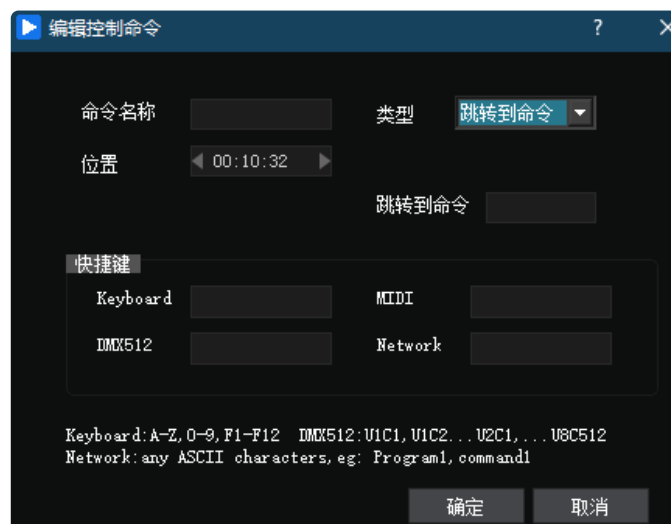 编辑控制命令 ?
命令名称 类型 跳转到命令
位置 00:10:32
跳转到命令
快捷键
Keyboard MIDI
DMX512 Network
Keyboard:A-Z,0-9,F1-F12 DMX512:U1C1,U1C2...U2C1,...U8C512
Network:any ASCII characters,eg: Program1,command1
确定 取消